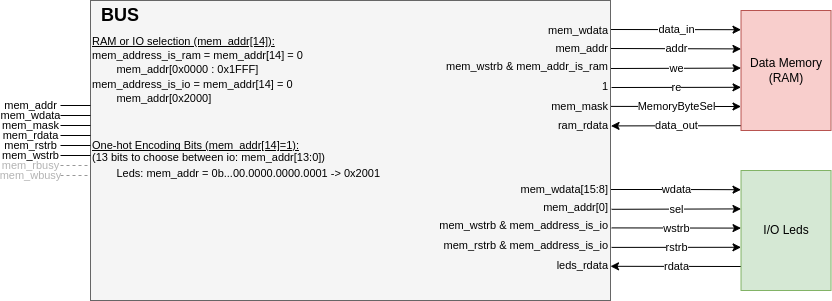 BUS
RAM or IO selection (mem_addr[14]):
mem_address_is_ram = mem_addr[14] = 0
mem_addr[0x0000 : 0x1FFF]
mem_address_is_io = mem_addr[14] = 0
mem_addr[0x2000]
One-hot Encoding Bits (mem_addr[14]=1):
(13 bits to choose between io: mem_addr[13:0])
Leds: mem_addr = 0b...00.0000.0000.0001 -> 0x2001
mem_addr
mem_wdata
mem_mask
mem_rdata
mem_rstrb
mem_wstrb
mem_rbusy
mem_wbusy
mem_wdata data_in
mem_addr addr
mem_wstrb & mem_addr_is_ram we
1 re
mem_mask MemoryByteSel
ram_rdata data_out
Data Memory
(RAM)
mem_wdata[15:8] wdata
mem_addr[0] sel
mem_wstrb & mem_address_is_io wstrb
mem_rstrb & mem_address_is_io rstrb
leds_rdata rdata
I/O Leds